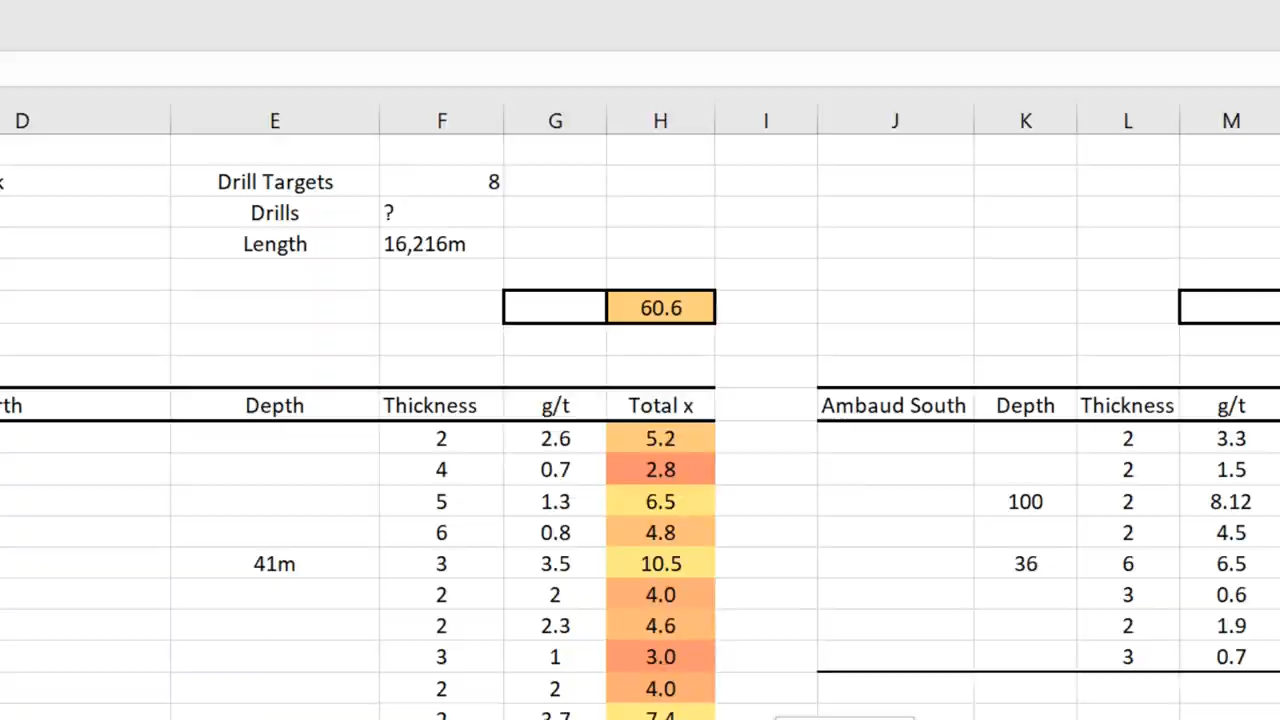 D E F G H I J K L M
Drill Targets 8
Drills ?
Length 16,216m
60.6
Depth Thickness g/t Total x Ambaud South Depth Thickness g/t
2 2.6 5.2 2 3.3
4 0.7 2.8 2 1.5
5 1.3 6.5 100 2 8.12
6 0.8 4.8 2 4.5
41m 3 3.5 10.5 36 6 6.5
2 2 4.0 3 0.6
2 2.3 4.6 2 1.9
3 1 3.0 3 0.7
2 2 4.0
2 3.7 7.4